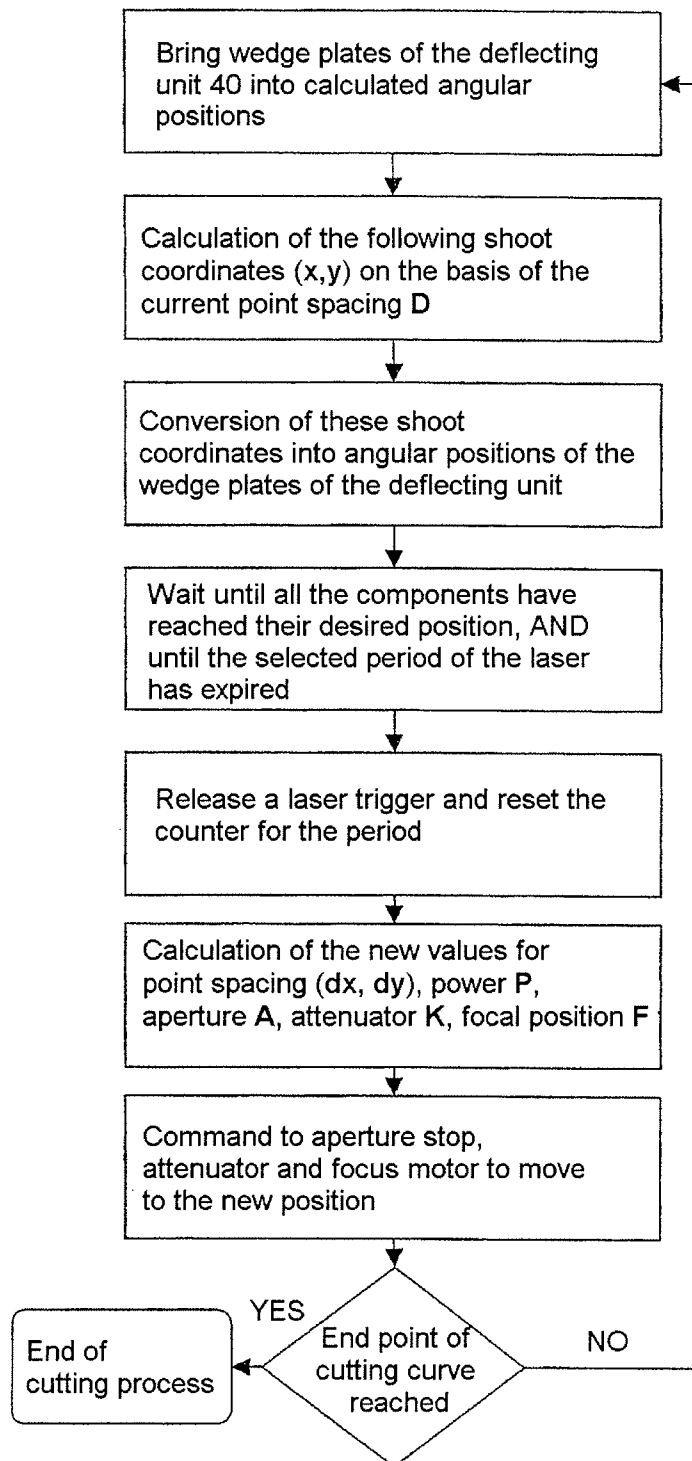 Bring wedge plates of the deflecting
unit 40 into calculated angular
positions
Calculation of the following shoot
coordinates (x,y) on the basis of the
current point spacing D
Conversion of these shoot
coordinates into angular positions of the
wedge plates of the deflecting unit
Wait until all the components have
reached their desired position, AND
until the selected period of the laser
has expired
Release a laser trigger and reset the
counter for the period
Calculation of the new values for
point spacing (dx, dy), power P,
aperture A, attenuator K, focal position F
Command to aperture stop,
attenuator and focus motor to move
to the new position
YES
End point of
cutting curve
reached
NO
End of
cutting process